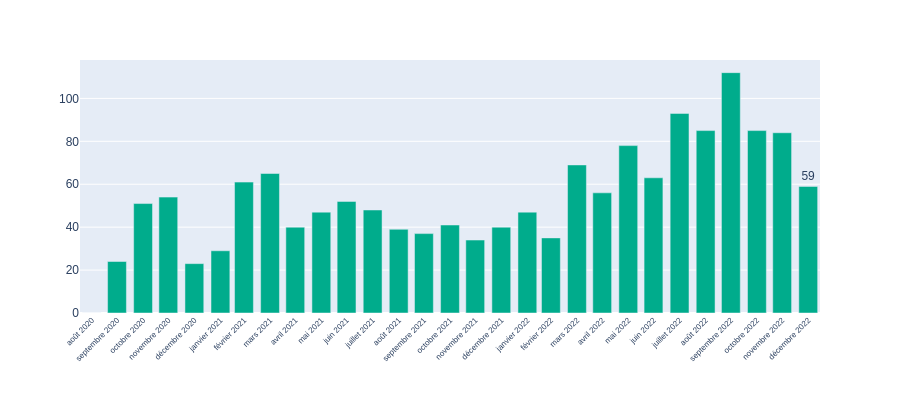 100
80
60
40
20
0
59
août 2020
septembre 2020
octobre 2020
novembre 2020
décembre 2020
janvier 2021
février 2021
mars 2021
avril 2021
mai 2021
juin 2021
juillet 2021
août 2021
septembre 2021
octobre 2021
novembre 2021
décembre 2021
janvier 2022
février 2022
mars 2022
avril 2022
mai 2022
juin 2022
juilllet 2022
août 2022
septembre 2022
octobre 2022
novembre 2022
décembre 2022